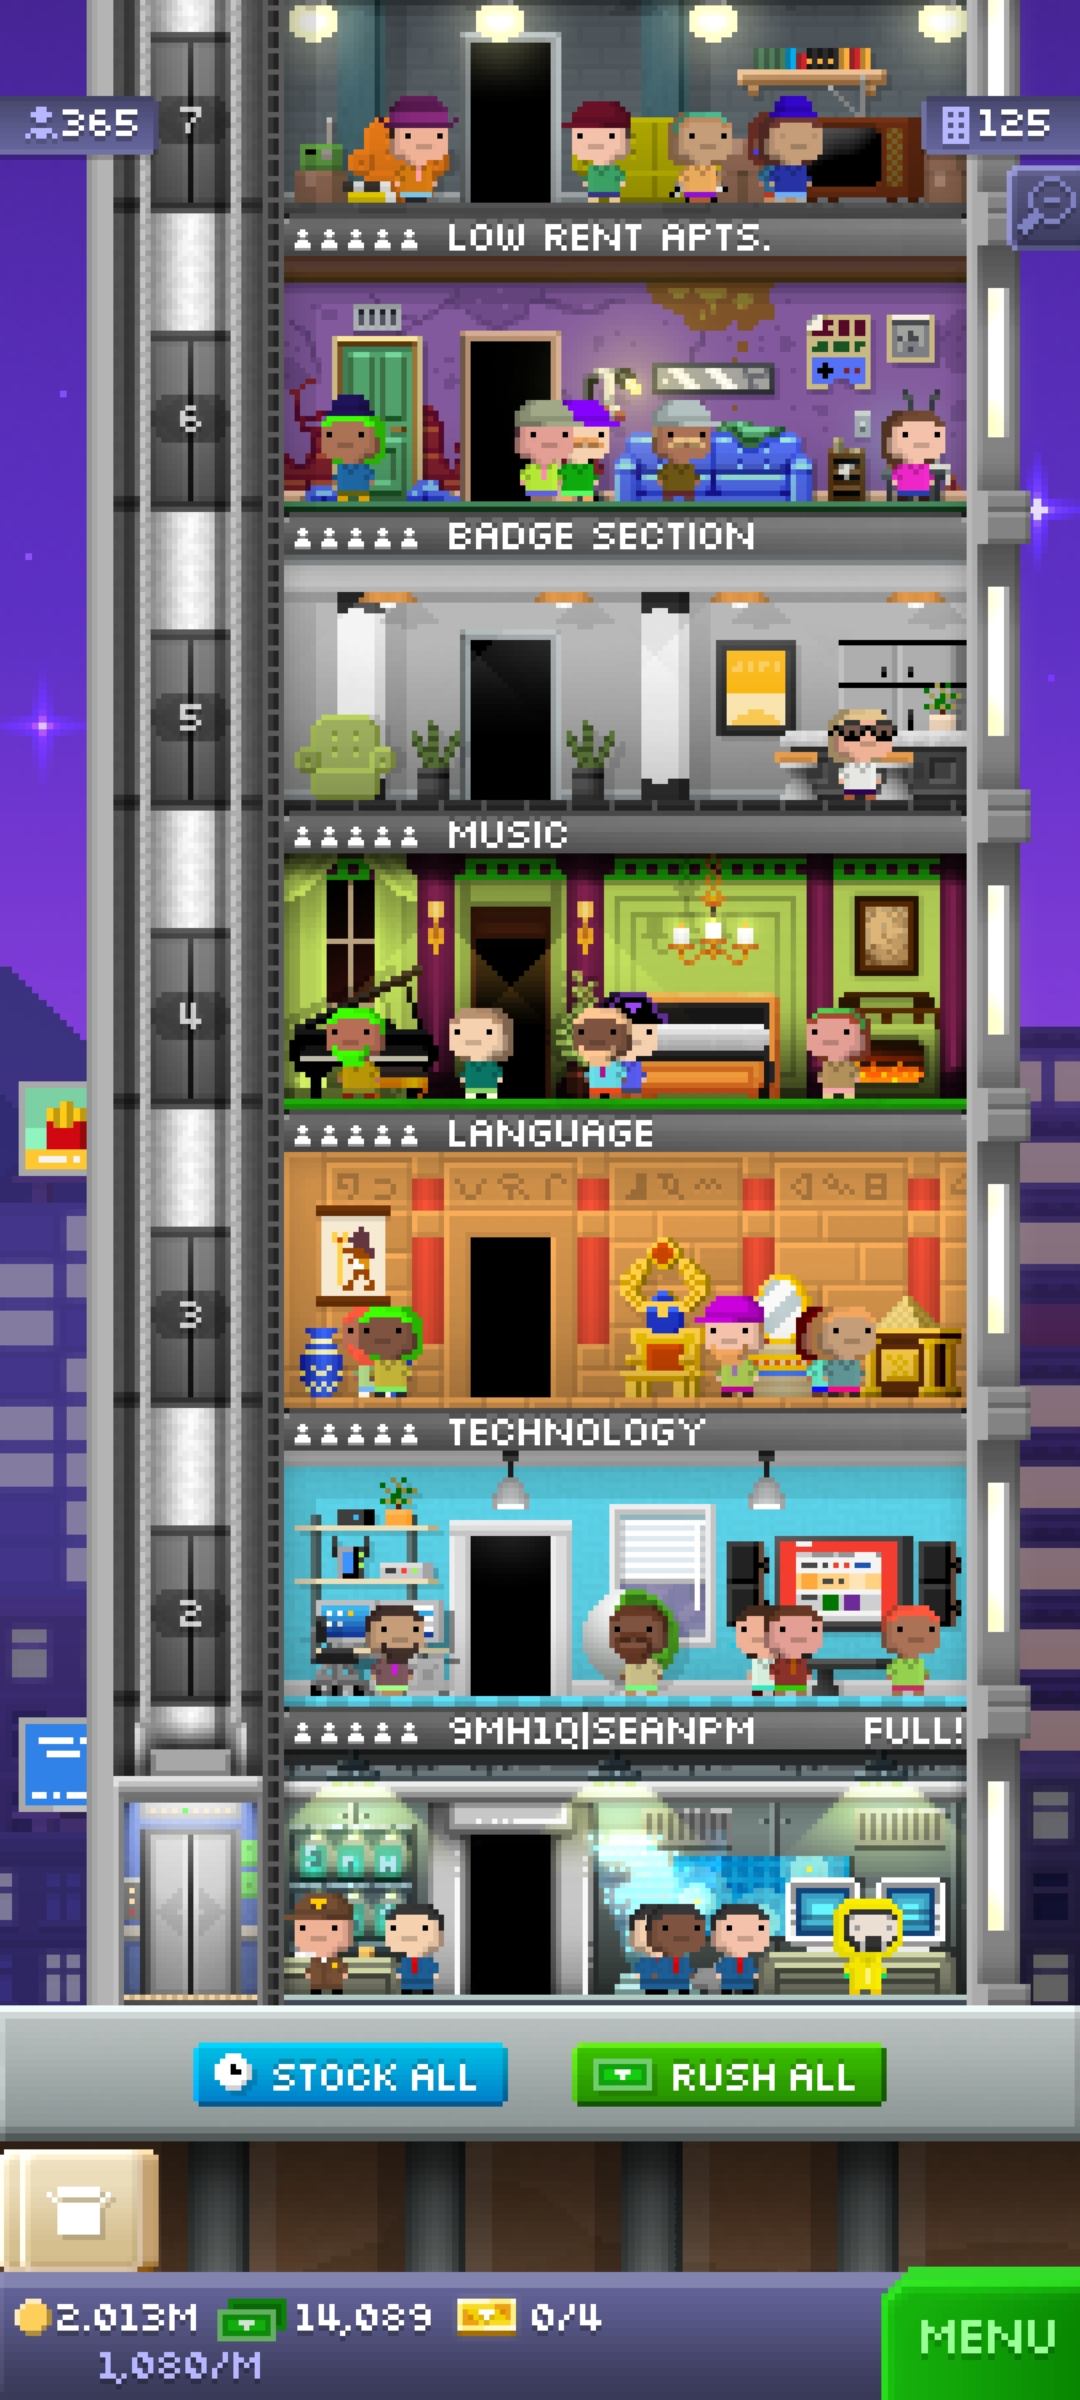 365
7
125
LOW RENT APTS.
6
BADGE SECTION
5
MUSIC
4
LANGUAGE
3
TECHNOLOGY
2
9MH1Q|SEANPM FULL!
STOCK ALL
RUSH ALL
2.013M 14,089 0/4
1,080/M
MENU